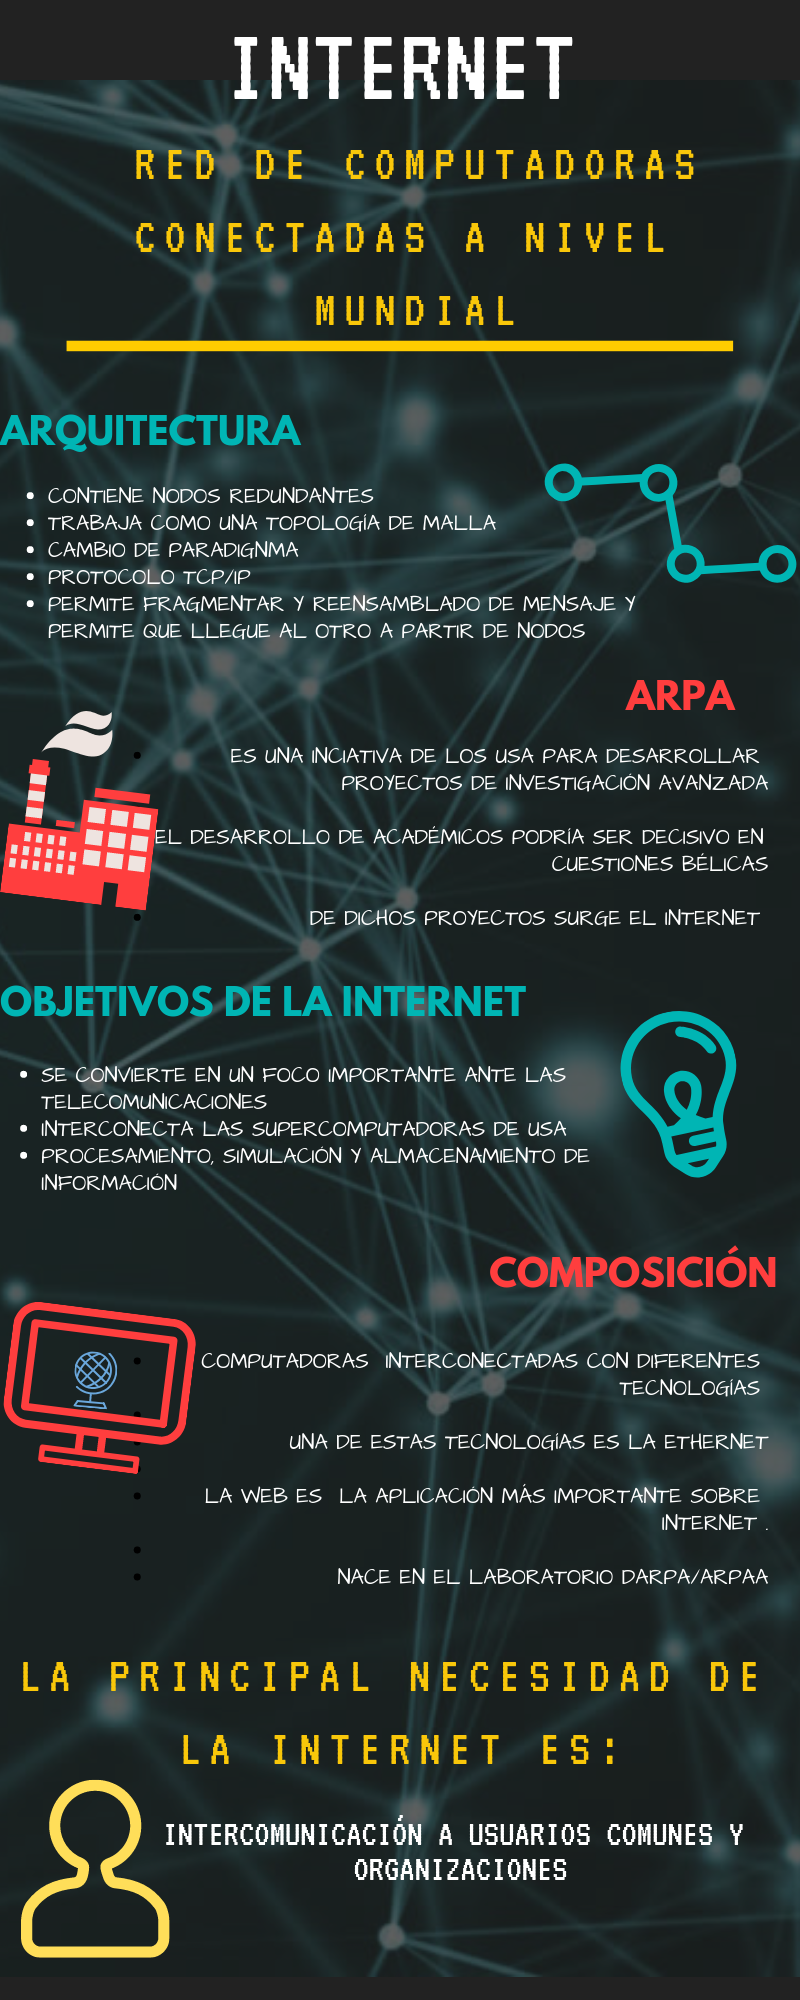 INTERNET
RED DE COMPUTADORAS
CONECTADAS A NIVEL
MUNDIAL
ARQUITECTURA
• CONTIENE NODOS REDUNDANTES
• TRABAJA COMO UNA TOPOLOGÍA DE MALLA
• CAMBIO DE PARADIGNMA
• PROTOCOLO TCP/IP
• PERMITE FRAGMENTAR Y REENSAMBLADO DE MENSAJE Y
PERMITE QUE LLEGUE AL OTRO A PARTIR DE NODOS
ARPA
• ES UNA INCIATIVA DE LOS USA PARA DESARROLLAR
PROYECTOS DE INVESTIGACIÓN AVANZADA
EL DESARROLLO DE ACADÉMICOS PODRÍA SER DECISIVO EN
CUESTIONES BÉLICAS
• DE DICHOS PROYECTOS SURGE EL INTERNET
OBJETIVOS DE LA INTERNET
• SE CONVIERTE EN UN FOCO IMPORTANTE ANTE LAS
TELECOMUNICACIONES
• INTERCONECTA LAS SUPERCOMPUTADORAS DE USA
• PROCESAMIENTO, SIMULACIÓN Y ALMACENAMIENTO DE
INFORMACIÓN
COMPOSICIÓN
• COMPUTADORAS INTERCONECTADAS CON DIFERENTES
TECNOLOGÍAS
• UNA DE ESTAS TECNOLOGÍAS ES LA ETHERNET
• LA WEB ES LA APLICACIÓN MÁS IMPORTANTE SOBRE
INTERNET .
• NACE EN EL LABORATORIO DARPA/ARPAA
LA PRINCIPAL NECESIDAD DE
LA INTERNET ES:
INTERCOMUNICACIÓN A USUARIOS COMUNES Y
ORGANIZACIONES